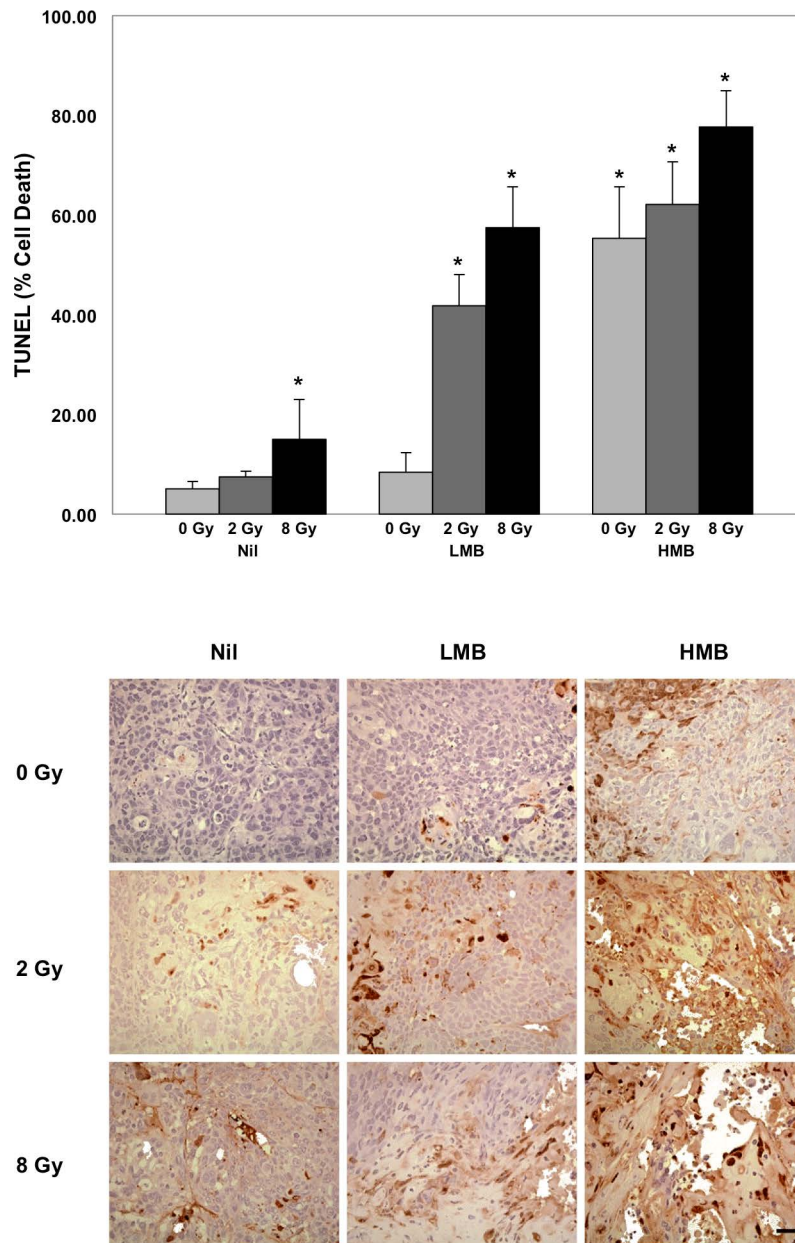 100.00
80.00
60.00
40.00
20.00
0.00
TUNEL (% Cell Death)
*
*
*
*
*
*
0 Gy 2 Gy 8 Gy 0 Gy 2 Gy 8 Gy 0 Gy 2 Gy 8 Gy
Nil LMB HMB
Nil LMB HMB
0 Gy
2 Gy
8 Gy